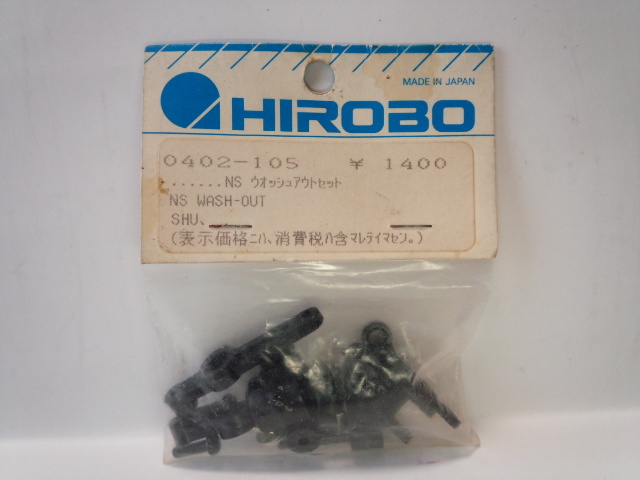 MADE IN JAPAN
HIROBO
0402-105 ¥ 1400
......NS ウオッシュアウトセット
NS WASH-OUT
SHU、
(表示価格ニハ、消費税ハ含マレテイマセン。)